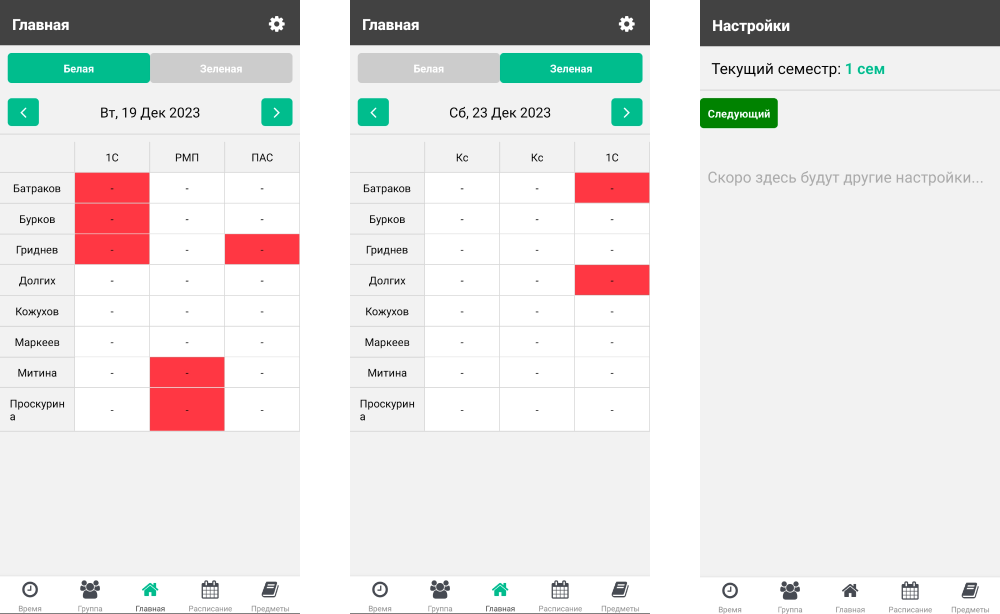 Главная
Белая Зеленая
Вт, 19 Дек 2023
1С РМП ПАС
Батраков - - -
Бурков - - -
Гриднев - - -
Долгих - - -
Кожухов - - -
Маркеев - - -
Митина - - -
Проскурин - - -
а
Время Группа Главная Расписание Предметы
Главная
Белая Зеленая
Сб, 23 Дек 2023
Кс Кс 1С
Батраков - - -
Бурков - - -
Гриднев - - -
Долгих - - -
Кожухов - - -
Маркеев - - -
Митина - - -
Проскурин - - -
а
Время Группа Главная Расписание Предметы
Настройки
Текущий семестр: 1 сем
Следующий
Скоро здесь будут другие настройки...
Время Группа Главная Расписание Предметы